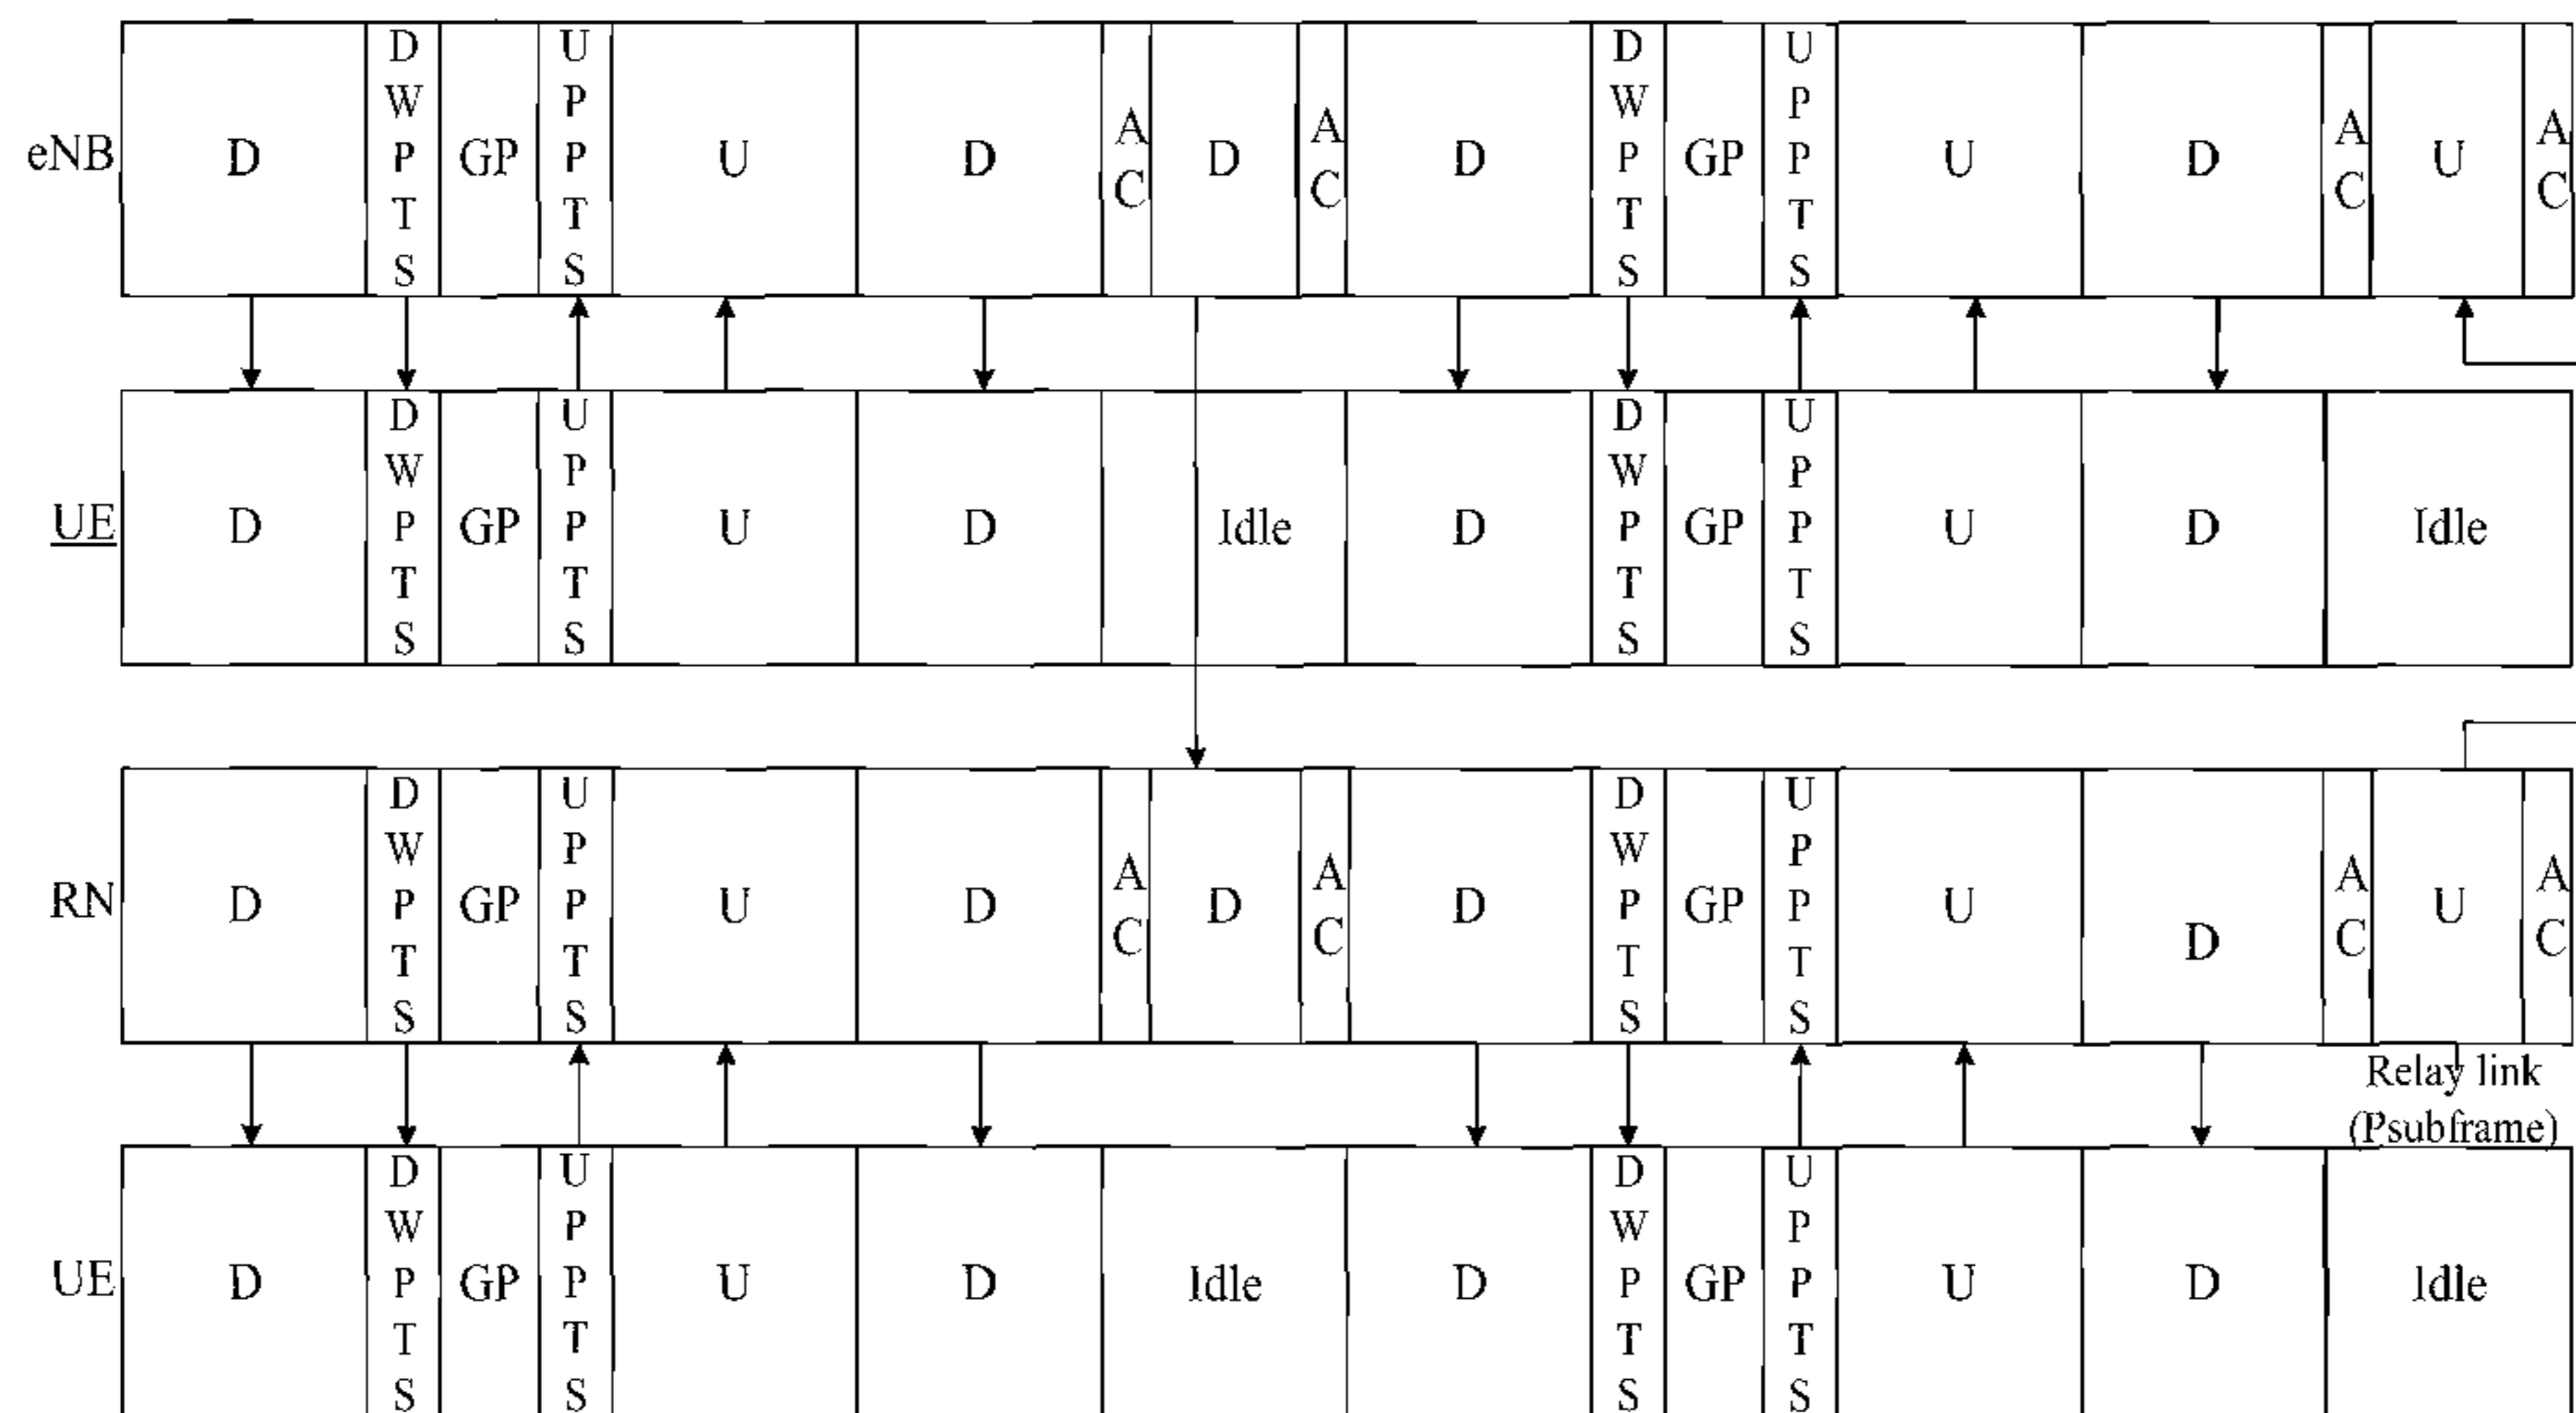 eNB D DWPTS GP UPPTS U D AC D AC D DWPTS GP UPPTS U D AC U AC
UE D DWPTS GP UPPTS U D Idle D DWPTS GP UPPTS U D Idle
RN D DWPTS GP UPPTS U D AC D AC D DWPTS GP UPPTS U D AC U AC
Relay link
(Psubframe)
UE D DWPTS GP UPPTS U D Idle D DWPTS GP UPPTS U D Idle